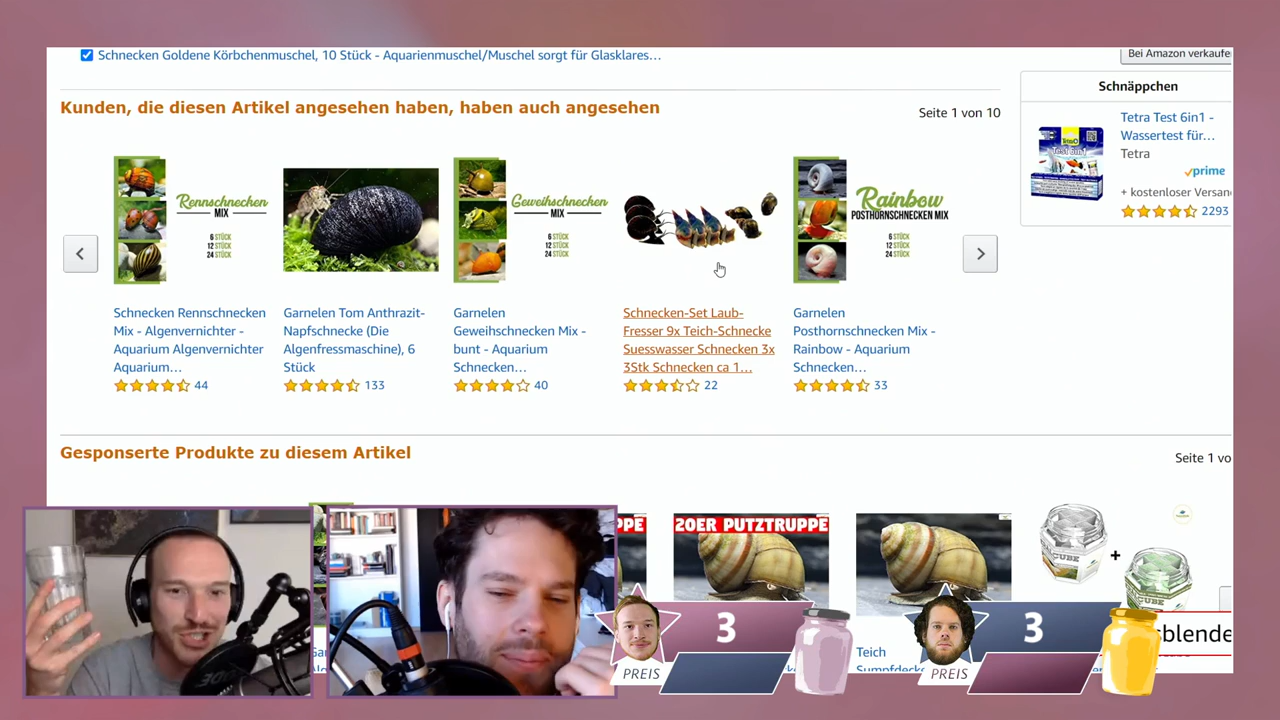 Schnecken Goldene Körbchenmuschel, 10 Stück - Aquarienmuschel/Muschel sorgt für Glasklares…
Bei Amazon verkaufe
Kunden, die diesen Artikel angesehen haben, haben auch angesehen
Seite 1 von 10
Schnäppchen
Tetra Test 6in1 -
Wassertest für…
Tetra
prime
+ kostenloser Versand
2293
Rennschnecken
MIX
6 STÜCK
12 STÜCK
24 STÜCK
Geweihschnecken
MIX
6 STÜCK
12 STÜCK
24 STÜCK
Rainbow
POSTHORNSCHNECKEN MIX
6 STÜCK
12 STÜCK
24 STÜCK
Schnecken Rennschnecken
Mix - Algenvernichter -
Aquarium Algenvernichter
Aquarium…
44
Garnelen Tom Anthrazit-
Napfschnecke (Die
Algenfressmaschine), 6
Stück
133
Garnelen
Geweihschnecken Mix -
bunt - Aquarium
Schnecken…
40
Schnecken-Set Laub-
Fresser 9x Teich-Schnecke
Suesswasser Schnecken 3x
3Stk Schnecken ca 1…
22
Garnelen
Posthornschnecken Mix -
Rainbow - Aquarium
Schnecken…
33
Gesponserte Produkte zu diesem Artikel
Seite 1 vo
PPE
20ER PUTZTRUPPE
CUBE
+
CUBE
sblende
Teich
3
PREIS
3
PREIS